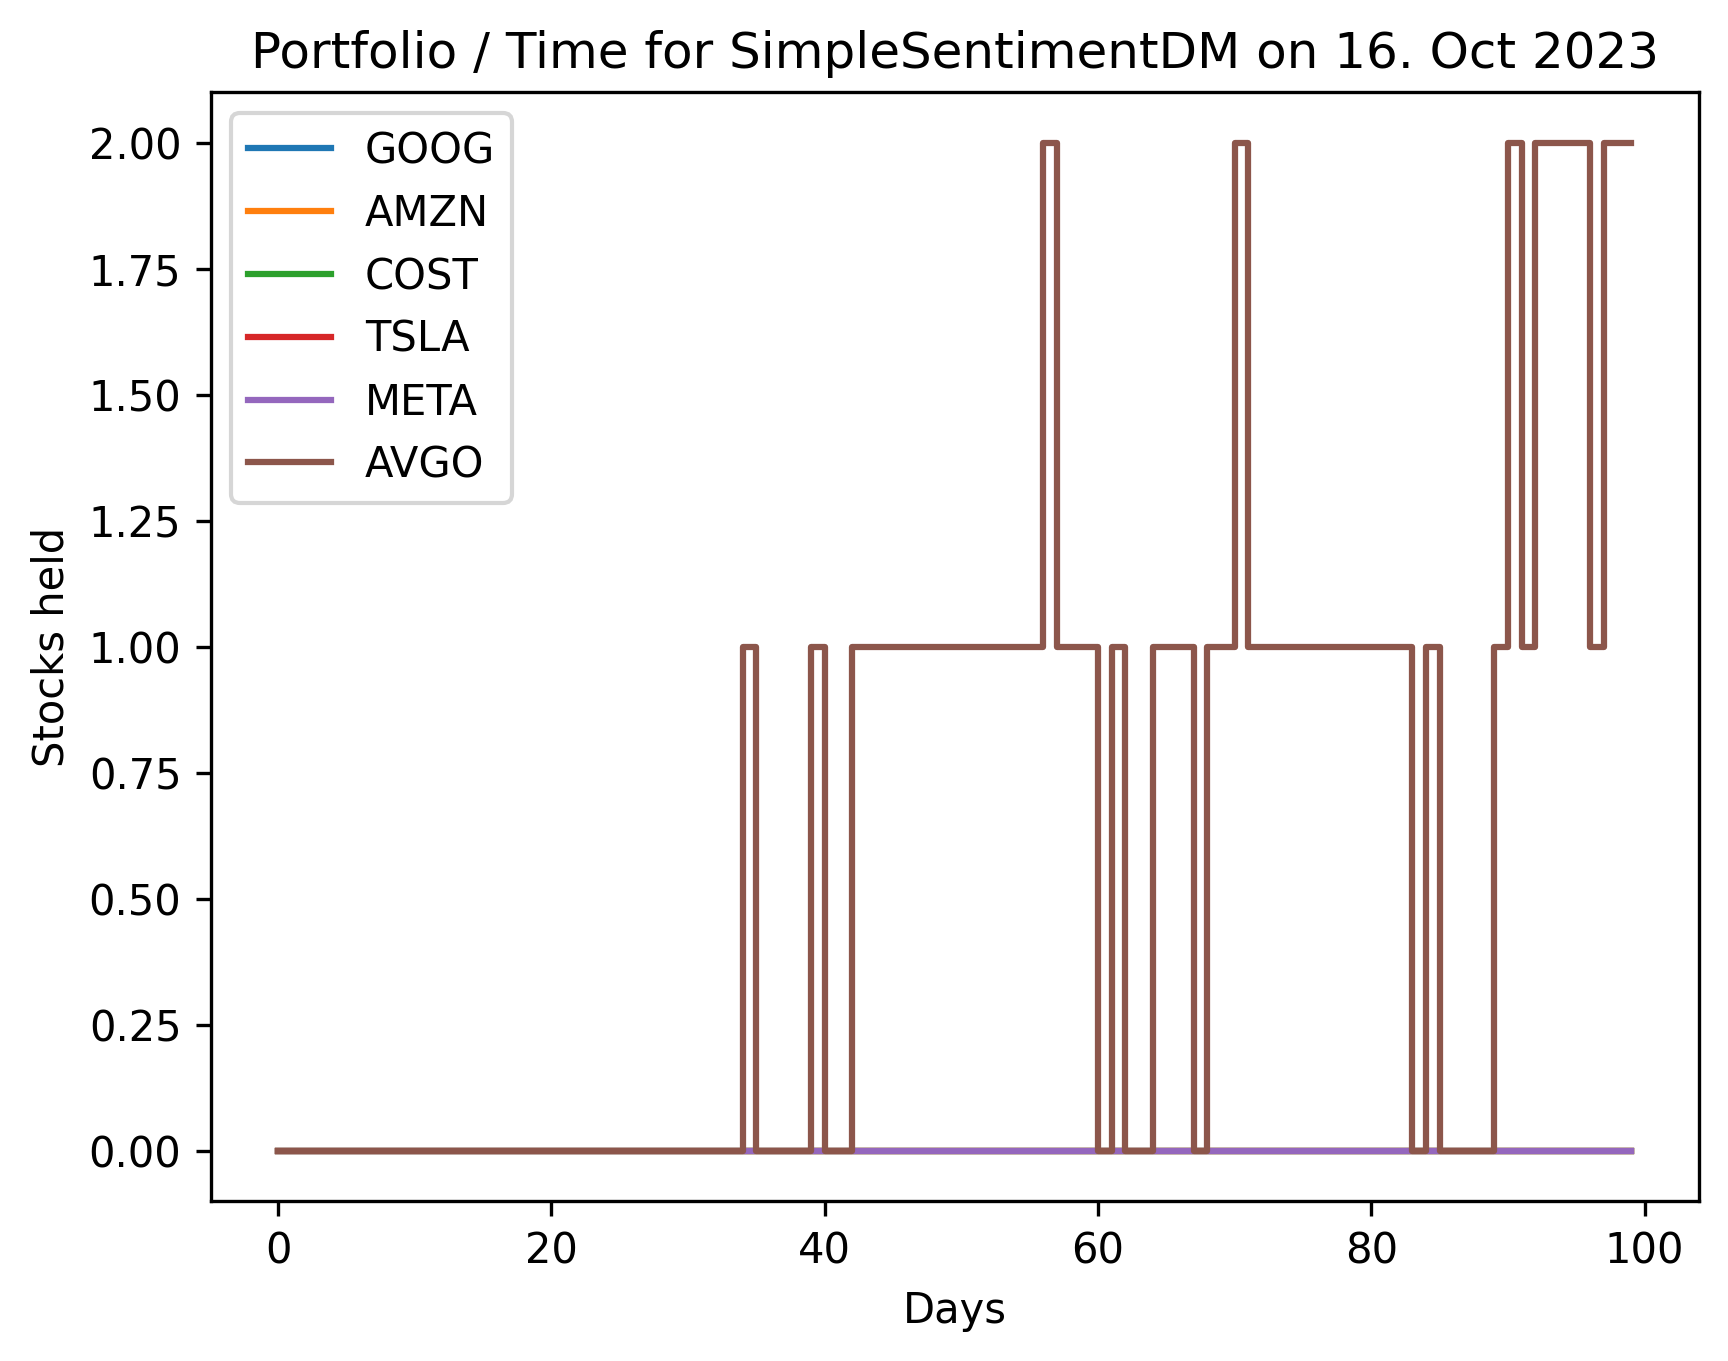 Portfolio / Time for SimpleSentimentDM on 16. Oct 2023
GOOG
AMZN
COST
TSLA
META
AVGO
Stocks held
2.00
1.75
1.50
1.25
1.00
0.75
0.50
0.25
0.00
0 20 40 60 80 100
Days